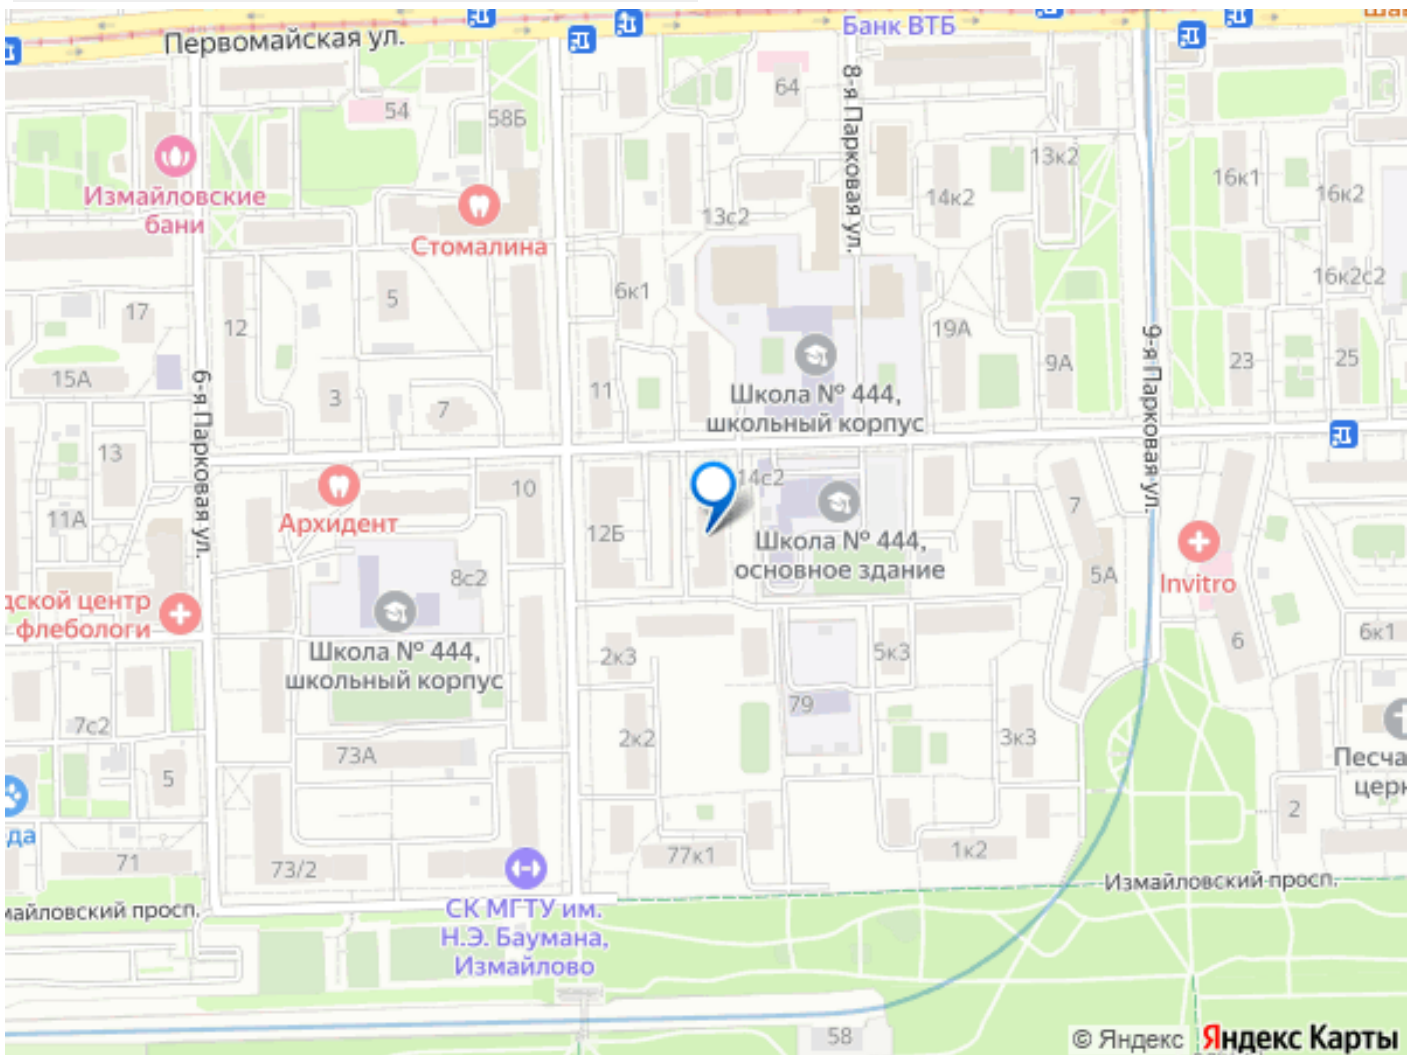 Первомайская ул.
Банк ВТБ
54
58Б
64
8-я Парковая ул.
13к2
16к1
16к2
14к2
Измайловские
бани
Стомалина
13с2
6к1
16к2с2
17
12
5
19А
9А
9-я Парковая ул.
23
25
15А
6-я Парковая ул.
3
7
11
Школа № 444,
школьный корпус
13
10
14с2
Архидент
11А
12Б
Школа № 444,
основное здание
7
5А
Invitro
8с2
дской центр
флебологи
Школа № 444,
школьный корпус
2к3
5к3
6
6к1
7с2
79
2к2
3к3
73А
5
Песча
церк
2
да
71
73/2
77к1
1к2
Измайловский просп.
майловский просп.
СК МГТУ им.
Н.Э. Баумана,
Измайлово
58
© Яндекс Яндекс Карты